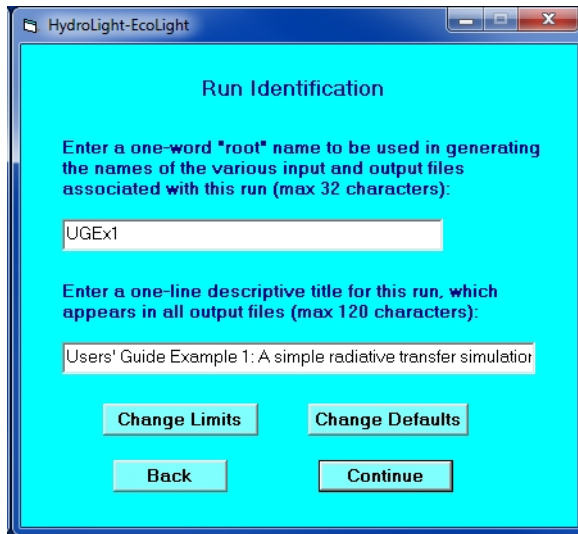 HydroLight-EcoLight
Run Identification
Enter a one-word "root" name to be used in generating
the names of the various input and output files
associated with this run (max 32 characters):
UGEx1
Enter a one-line descriptive title for this run, which
appears in all output files (max 120 characters):
Users' Guide Example 1: A simple radiative transfer simulation
Change Limits
Change Defaults
Back
Continue